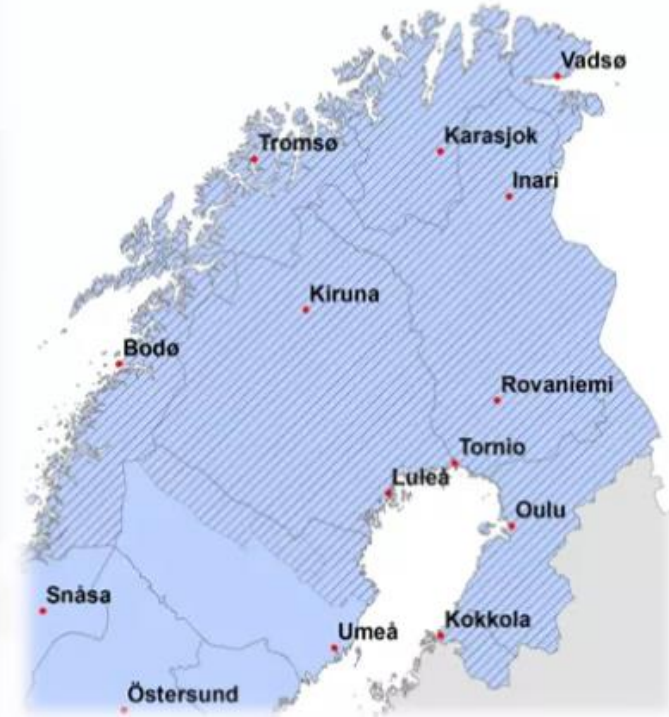 Vadsø
Tromsø
Karasjok
Inari
Kiruna
Bodø
Rovaniemi
Tornio
Luleå
Oulu
Snåsa
Umeå
Kokkola
Östersund